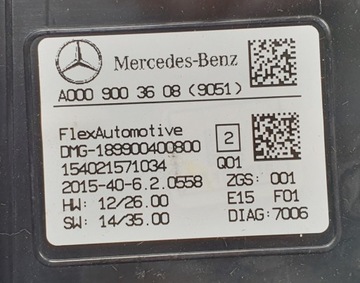 Mercedes-Benz
A000 900 36 08 (9051)
FlexAutomotive
DMG-189900400800 2
154021571034 Q01
2015-40-6.2.0558 ZGS: 001
HW: 12/26.00 E15 F01
SW: 14/35.00 DIAG: 7006